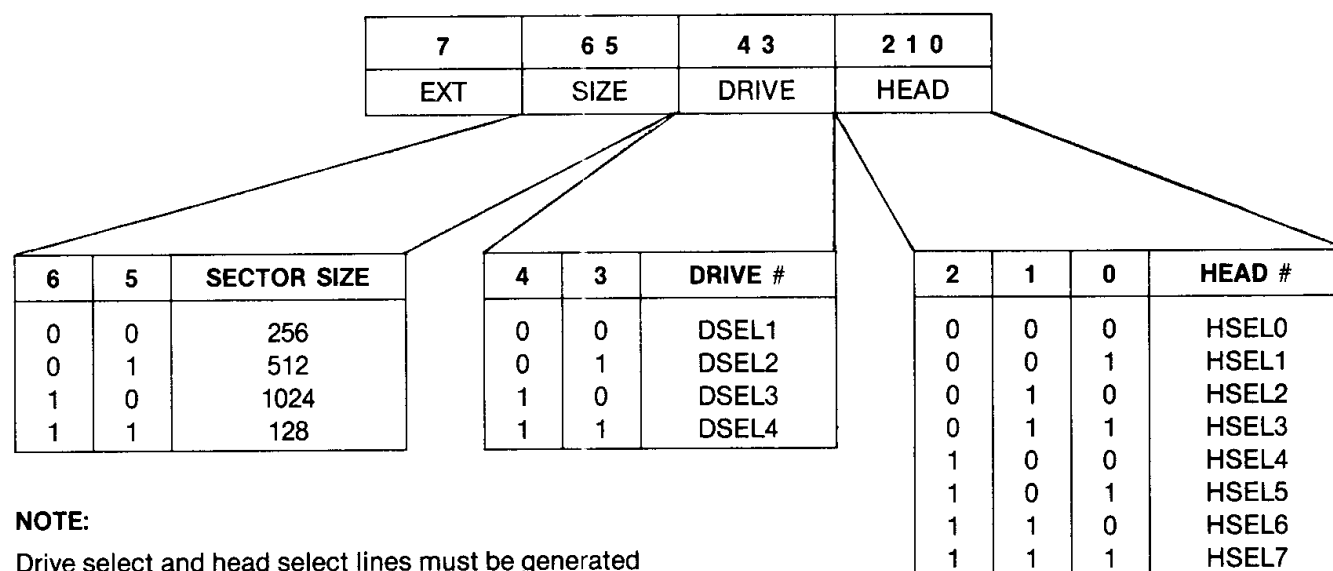 7 6 5 4 3 2 1 0
EXT SIZE DRIVE HEAD
6 5 SECTOR SIZE
0 0 256
0 1 512
1 0 1024
1 1 128
4 3 DRIVE #
0 0 DSEL1
0 1 DSEL2
1 0 DSEL3
1 1 DSEL4
2 1 0 HEAD #
0 0 0 HSEL0
0 0 1 HSEL1
0 1 0 HSEL2
0 1 1 HSEL3
1 0 0 HSEL4
1 0 1 HSEL5
1 1 0 HSEL6
1 1 1 HSEL7
NOTE:
Drive select and head select lines must be generated